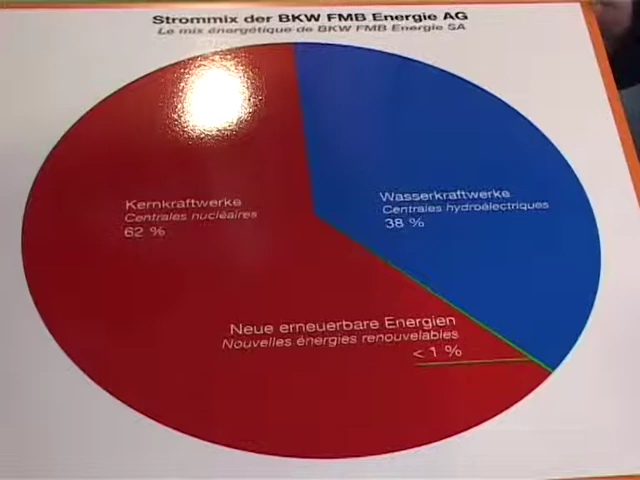 Strommix der BKW FMB Energie AG
Le mix énergétique de BKW FMB Energie SA
Kernkraftwerke
Centrales nucléaires
62 %
Wasserkraftwerke
Centrales hydroélectriques
38 %
Neue erneuerbare Energien
Nouvelles énergies renouvelables
< 1 %